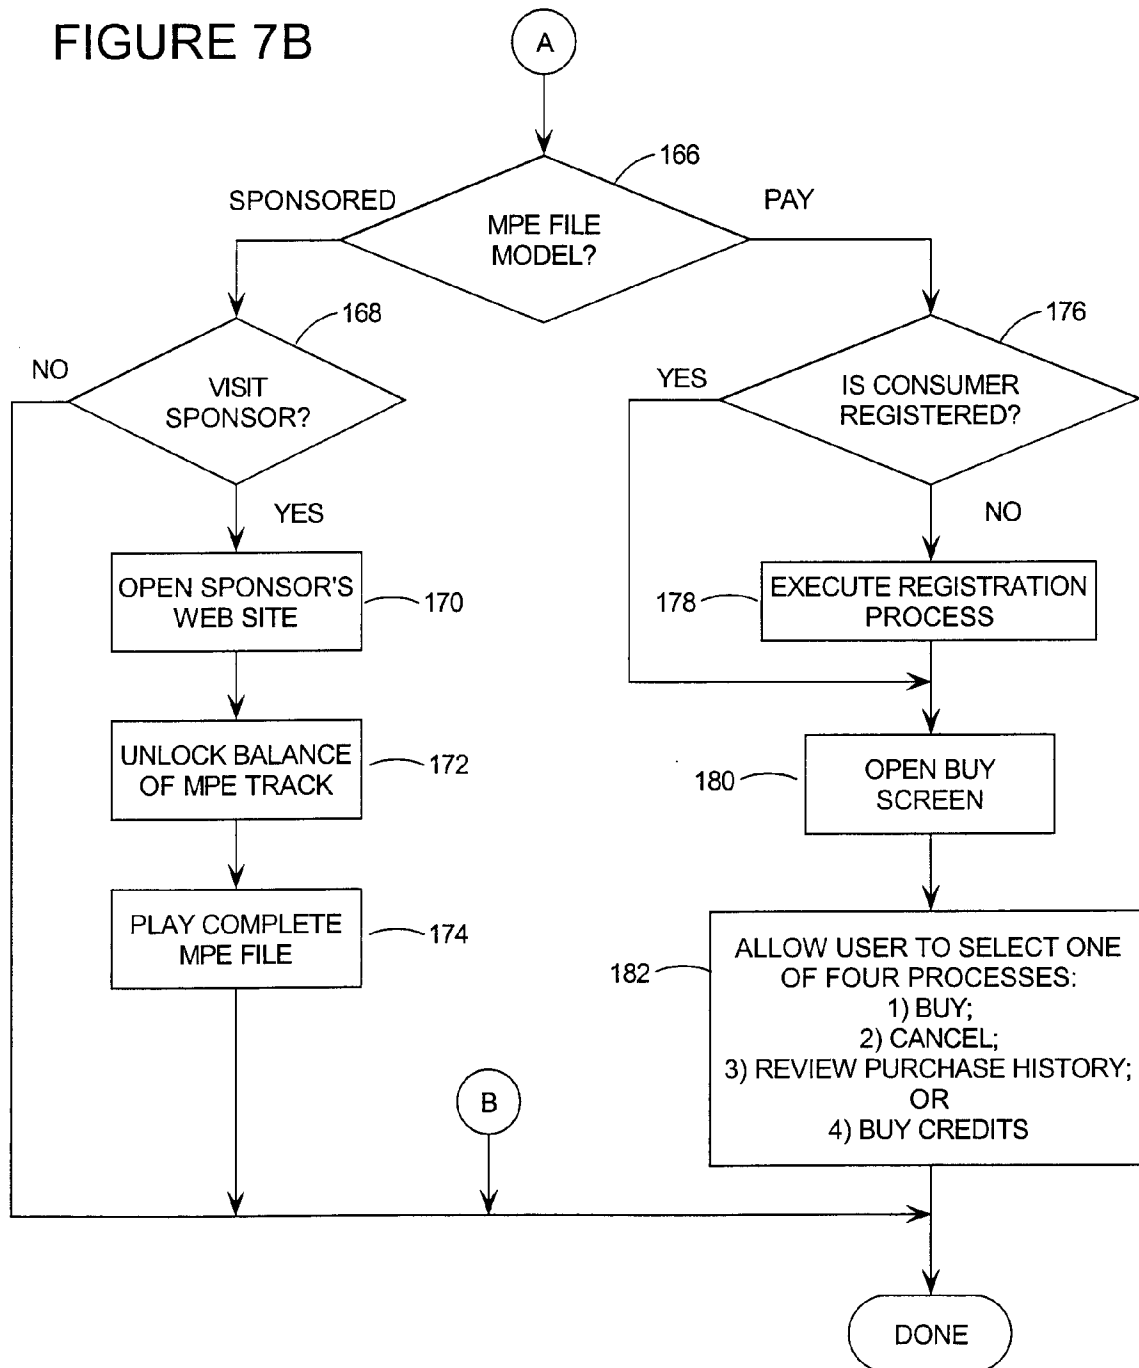 FIGURE 7B
A
166
SPONSORED
PAY
MPE FILE
MODEL?
168
176
NO
VISIT
SPONSOR?
YES
IS CONSUMER
REGISTERED?
YES
NO
OPEN SPONSOR'S
WEB SITE
170
178
EXECUTE REGISTRATION
PROCESS
UNLOCK BALANCE
OF MPE TRACK
172
180
OPEN BUY
SCREEN
PLAY COMPLETE
MPE FILE
174
182
ALLOW USER TO SELECT ONE
OF FOUR PROCESSES:
1) BUY;
2) CANCEL;
3) REVIEW PURCHASE HISTORY;
OR
4) BUY CREDITS
B
DONE